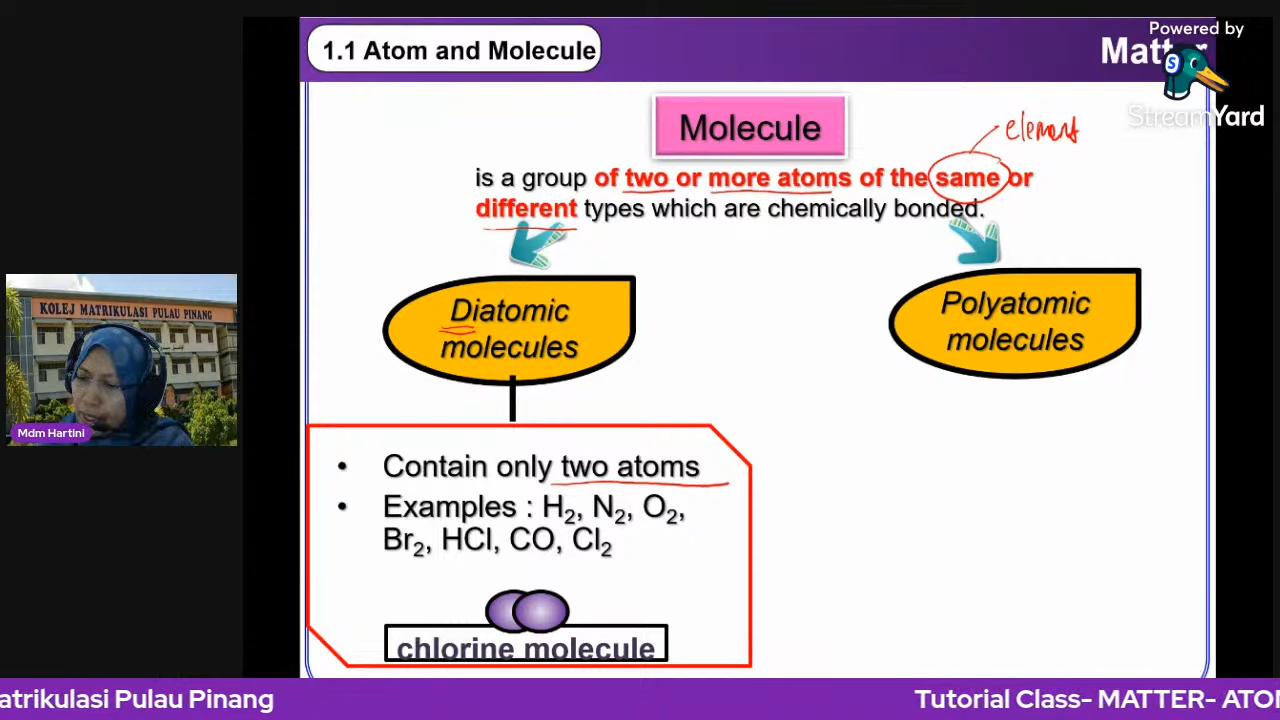 1.1 Atom and Molecule
Matter
Powered by
StreamYard
Molecule
element
is a group of two or more atoms of the same or
different types which are chemically bonded.
Diatomic
molecules
Polyatomic
molecules
KOLEJ MATRIKULASI PULAU PINANG
Mdm Hartini
• Contain only two atoms
• Examples : H₂, N₂, O₂,
Br₂, HCl, CO, Cl₂
chlorine molecule
atrikulasi Pulau Pinang
Tutorial Class- MATTER- ATO